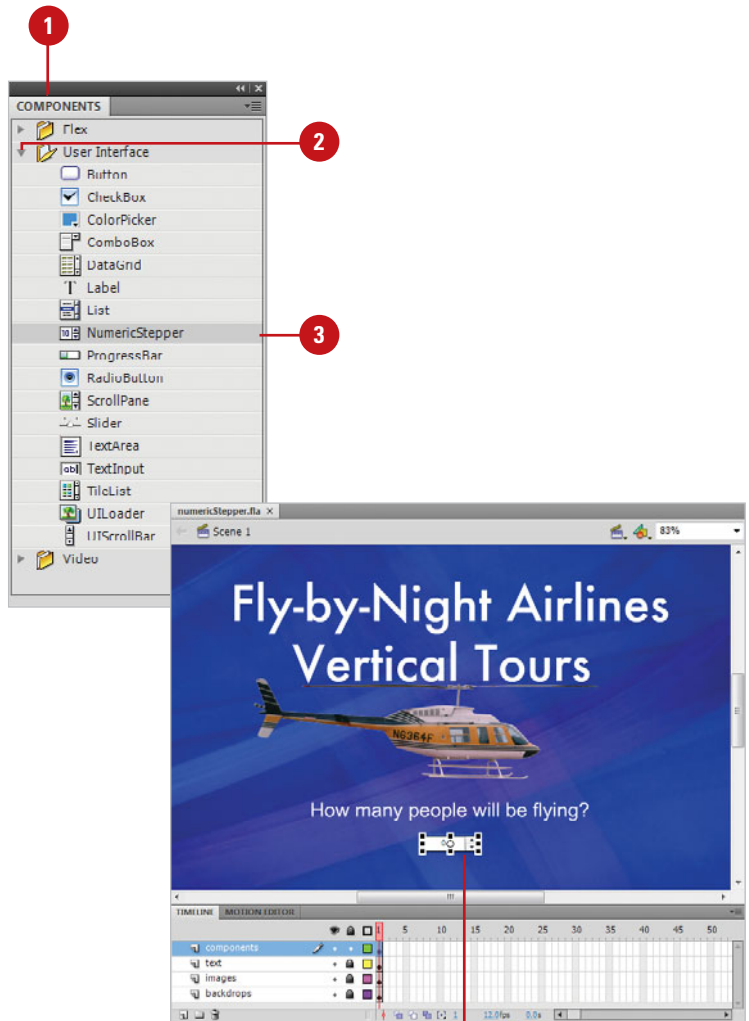 1
COMPONENTS
Flex
2
User Interface
Button
CheckBox
ColorPicker
ComboBox
DataGrid
Label
List
3
NumericStepper
ProgressBar
RadioButton
ScrollPane
Slider
TextArea
TextInput
TileList
UILoader
UIScrollBar
Video
numericStepper.fla
Scene 1
83%
Fly-by-Night Airlines
Vertical Tours
N6364F
How many people will be flying?
TIMELINE MOTION EDITOR
1 5 10 15 20 25 30 35 40 45 50
components
text
images
backdrops
1 12.0fps 0.0s